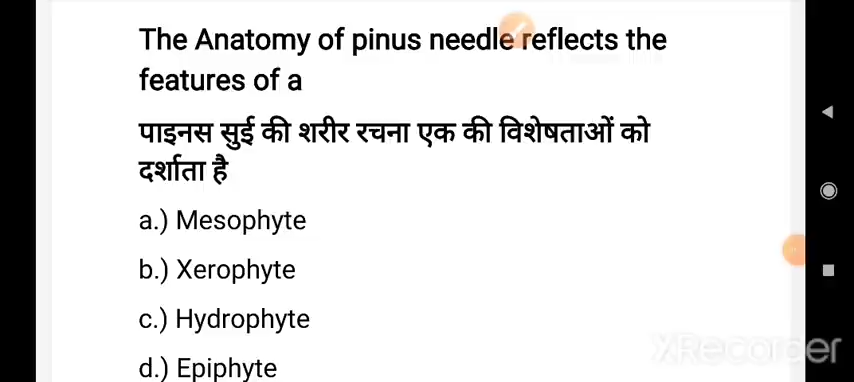 The Anatomy of pinus needle reflects the
features of a
पाइनस सुई की शरीर रचना एक की विशेषताओं को
दर्शाता है
a.) Mesophyte
b.) Xerophyte
c.) Hydrophyte
d.) Epiphyte
XRecorder